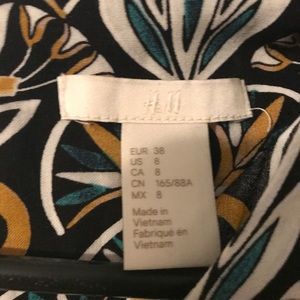 H&M
EUR 38
US 8
CA 8
CN 165/88A
MX 8
Made in
Vietnam
Fabriqué en
Vietnam